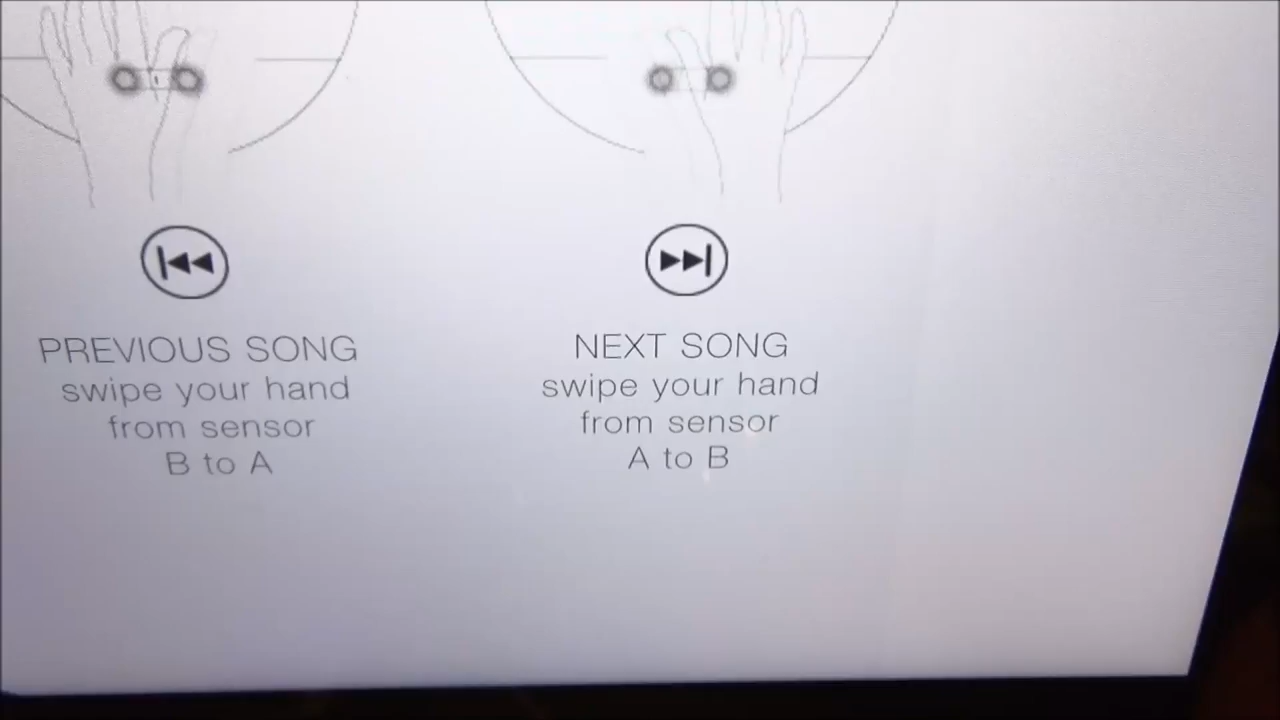 PREVIOUS SONG
swipe your hand
from sensor
B to A
NEXT SONG
swipe your hand
from sensor
A to B